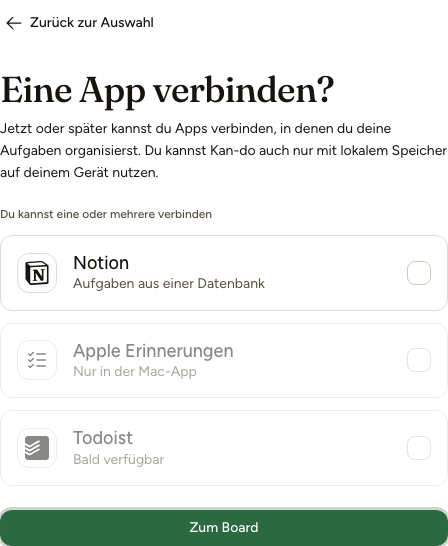 Zurück zur Auswahl
Eine App verbinden?
Jetzt oder später kannst du Apps verbinden, in denen du deine
Aufgaben organisierst. Du kannst Kan-do auch nur mit lokalem Speicher
auf deinem Gerät nutzen.
Du kannst eine oder mehrere verbinden
Notion
Aufgaben aus einer Datenbank
Apple Erinnerungen
Nur in der Mac-App
Todoist
Bald verfügbar
Zum Board